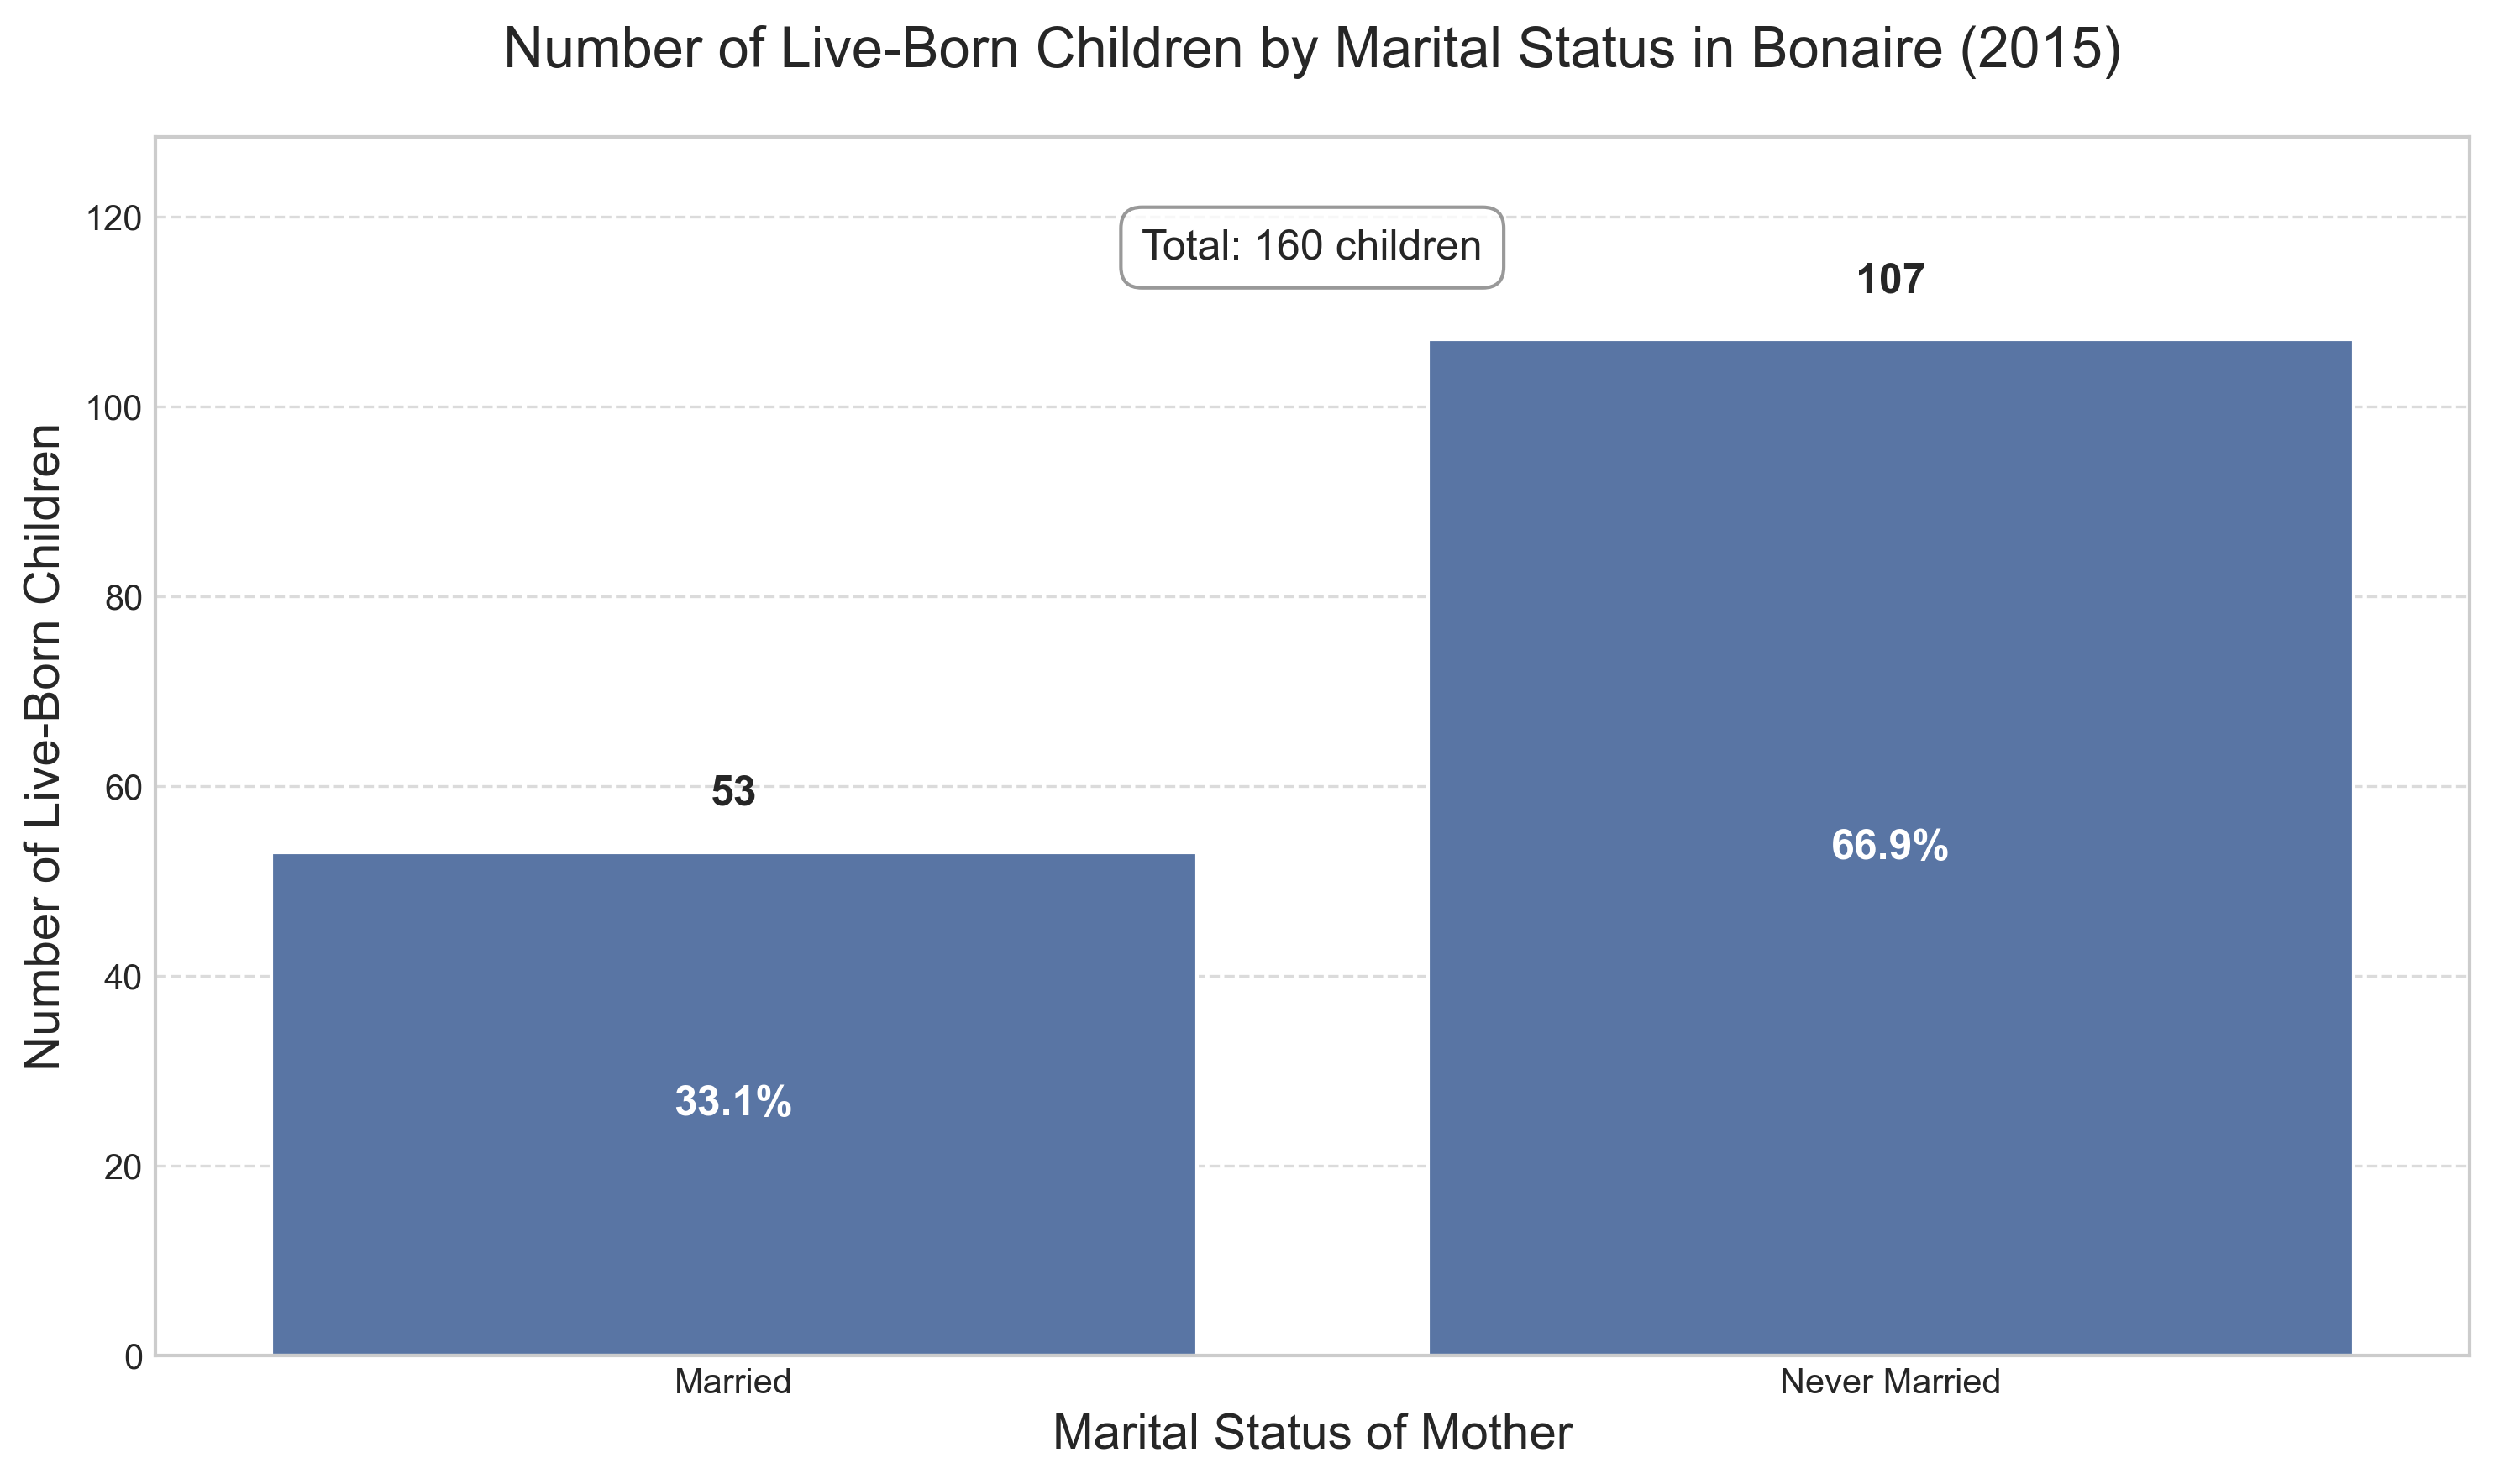 Number of Live-Born Children by Marital Status in Bonaire (2015)
Number of Live-Born Children
120
100
80
60
40
20
0
Total: 160 children
53
33.1%
107
66.9%
Married
Never Married
Marital Status of Mother